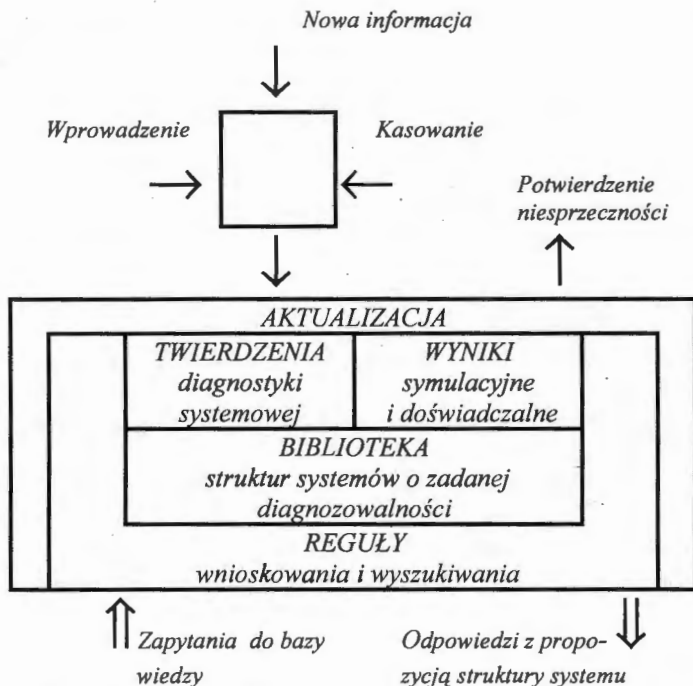 Nowa informacja
Wprowadzenie
Kasowanie
Potwierdzenie
niesprzeczności
AKTUALIZACJA
TWIERDZENIA
diagnostyki
systemowej
WYNIKI
symulacyjne
i doświadczalne
BIBLIOTEKA
struktur systemów o zadanej
diagnozowalności
REGUŁY
wnioskowania i wyszukiwania
Zapytania do bazy
wiedzy
Odpowiedzi z propo-
zycją struktury systemu